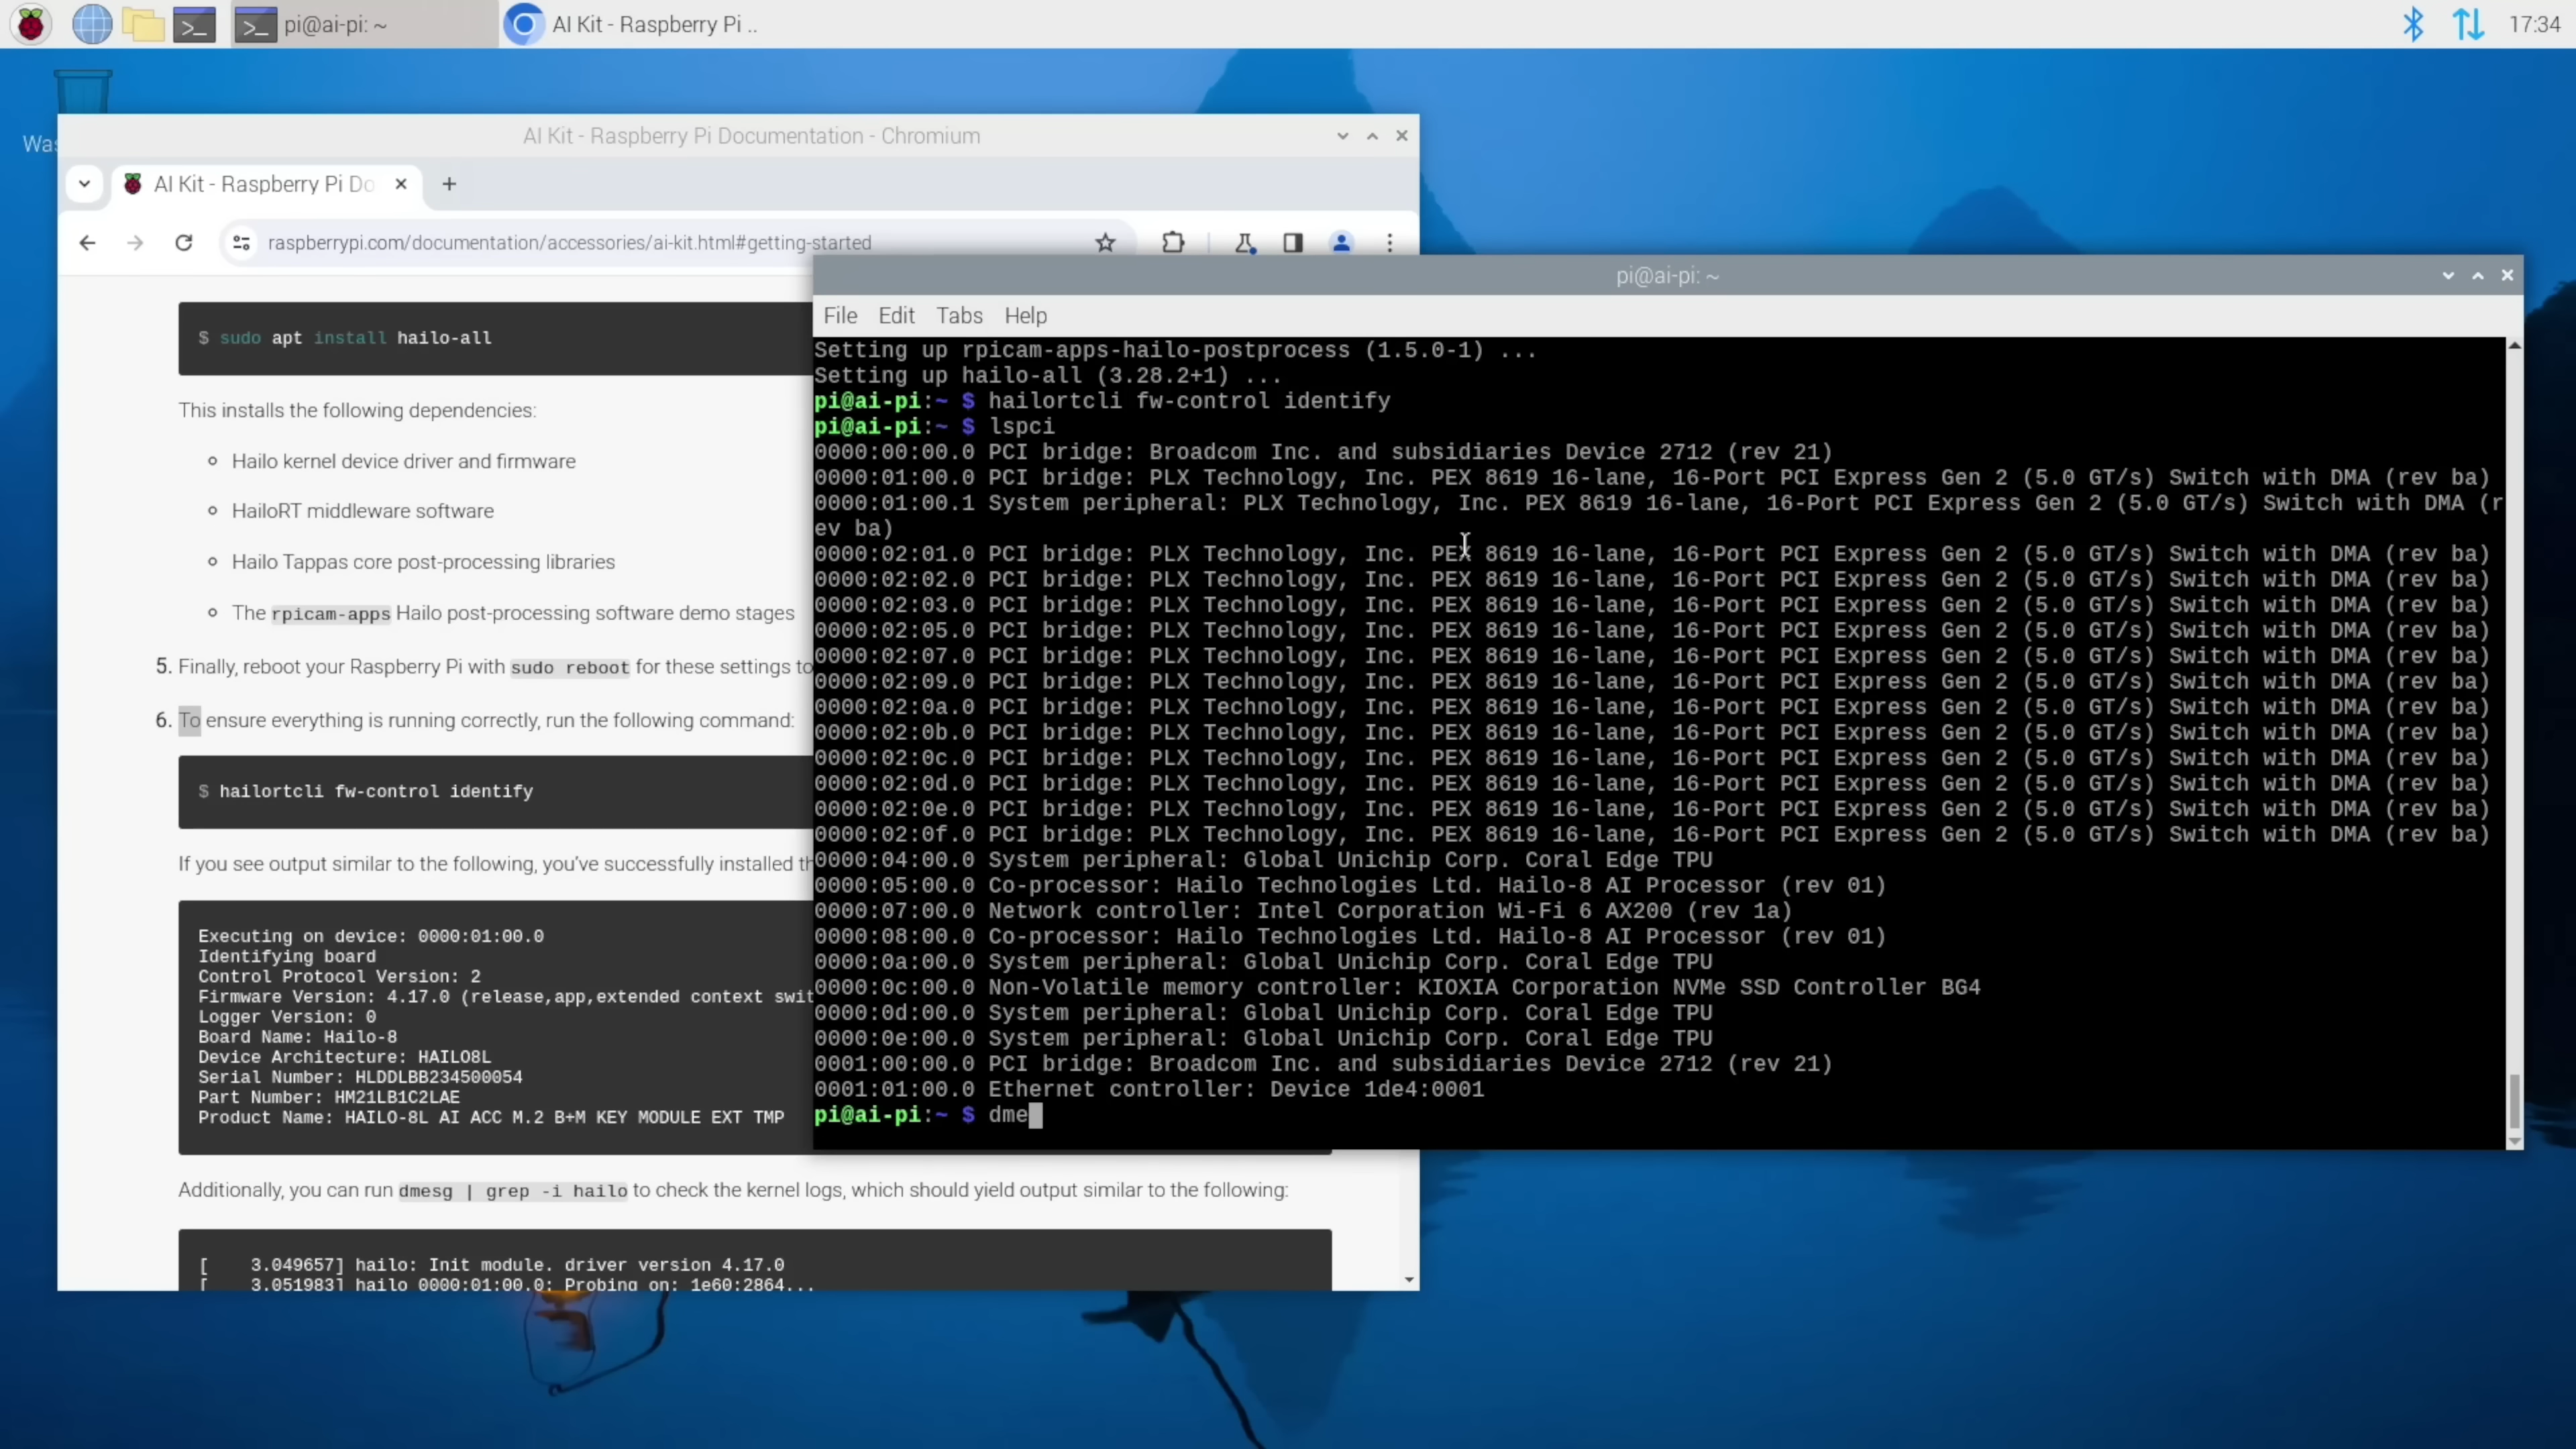 pi@ai-pi: ~
AI Kit - Raspberry Pi ..
17:34
Was
AI Kit - Raspberry Pi Documentation - Chromium
AI Kit - Raspberry Pi Do
raspberrypi.com/documentation/accessories/ai-kit.html#getting-started
$ sudo apt install hailo-all
This installs the following dependencies:
Hailo kernel device driver and firmware
HailoRT middleware software
Hailo Tappas core post-processing libraries
The rpicam-apps Hailo post-processing software demo stages
5. Finally, reboot your Raspberry Pi with sudo reboot for these settings to
6. To ensure everything is running correctly, run the following command:
$ hailortcli fw-control identify
If you see output similar to the following, you've successfully installed th
Executing on device: 0000:01:00.0
Identifying board
Control Protocol Version: 2
Firmware Version: 4.17.0 (release,app,extended context swit
Logger Version: 0
Board Name: Hailo-8
Device Architecture: HAILO8L
Serial Number: HLDDLBB234500054
Part Number: HM21LB1C2LAE
Product Name: HAILO-8L AI ACC M.2 B+M KEY MODULE EXT TMP
Additionally, you can run dmesg | grep -i hailo to check the kernel logs, which should yield output similar to the following:
[    3.049657] hailo: Init module. driver version 4.17.0
[    3.051983] hailo 0000:01:00.0: Probing on: 1e60:2864...
pi@ai-pi: ~
File Edit Tabs Help
Setting up rpicam-apps-hailo-postprocess (1.5.0-1) ...
Setting up hailo-all (3.28.2+1) ...
pi@ai-pi:~ $ hailortcli fw-control identify
pi@ai-pi:~ $ lspci
0000:00:00.0 PCI bridge: Broadcom Inc. and subsidiaries Device 2712 (rev 21)
0000:01:00.0 PCI bridge: PLX Technology, Inc. PEX 8619 16-lane, 16-Port PCI Express Gen 2 (5.0 GT/s) Switch with DMA (rev ba)
0000:01:00.1 System peripheral: PLX Technology, Inc. PEX 8619 16-lane, 16-Port PCI Express Gen 2 (5.0 GT/s) Switch with DMA (r
ev ba)
0000:02:01.0 PCI bridge: PLX Technology, Inc. PEX 8619 16-lane, 16-Port PCI Express Gen 2 (5.0 GT/s) Switch with DMA (rev ba)
0000:02:02.0 PCI bridge: PLX Technology, Inc. PEX 8619 16-lane, 16-Port PCI Express Gen 2 (5.0 GT/s) Switch with DMA (rev ba)
0000:02:03.0 PCI bridge: PLX Technology, Inc. PEX 8619 16-lane, 16-Port PCI Express Gen 2 (5.0 GT/s) Switch with DMA (rev ba)
0000:02:05.0 PCI bridge: PLX Technology, Inc. PEX 8619 16-lane, 16-Port PCI Express Gen 2 (5.0 GT/s) Switch with DMA (rev ba)
0000:02:07.0 PCI bridge: PLX Technology, Inc. PEX 8619 16-lane, 16-Port PCI Express Gen 2 (5.0 GT/s) Switch with DMA (rev ba)
0000:02:09.0 PCI bridge: PLX Technology, Inc. PEX 8619 16-lane, 16-Port PCI Express Gen 2 (5.0 GT/s) Switch with DMA (rev ba)
0000:02:0a.0 PCI bridge: PLX Technology, Inc. PEX 8619 16-lane, 16-Port PCI Express Gen 2 (5.0 GT/s) Switch with DMA (rev ba)
0000:02:0b.0 PCI bridge: PLX Technology, Inc. PEX 8619 16-lane, 16-Port PCI Express Gen 2 (5.0 GT/s) Switch with DMA (rev ba)
0000:02:0c.0 PCI bridge: PLX Technology, Inc. PEX 8619 16-lane, 16-Port PCI Express Gen 2 (5.0 GT/s) Switch with DMA (rev ba)
0000:02:0d.0 PCI bridge: PLX Technology, Inc. PEX 8619 16-lane, 16-Port PCI Express Gen 2 (5.0 GT/s) Switch with DMA (rev ba)
0000:02:0e.0 PCI bridge: PLX Technology, Inc. PEX 8619 16-lane, 16-Port PCI Express Gen 2 (5.0 GT/s) Switch with DMA (rev ba)
0000:02:0f.0 PCI bridge: PLX Technology, Inc. PEX 8619 16-lane, 16-Port PCI Express Gen 2 (5.0 GT/s) Switch with DMA (rev ba)
0000:04:00.0 System peripheral: Global Unichip Corp. Coral Edge TPU
0000:05:00.0 Co-processor: Hailo Technologies Ltd. Hailo-8 AI Processor (rev 01)
0000:07:00.0 Network controller: Intel Corporation Wi-Fi 6 AX200 (rev 1a)
0000:08:00.0 Co-processor: Hailo Technologies Ltd. Hailo-8 AI Processor (rev 01)
0000:0a:00.0 System peripheral: Global Unichip Corp. Coral Edge TPU
0000:0c:00.0 Non-Volatile memory controller: KIOXIA Corporation NVMe SSD Controller BG4
0000:0d:00.0 System peripheral: Global Unichip Corp. Coral Edge TPU
0000:0e:00.0 System peripheral: Global Unichip Corp. Coral Edge TPU
0001:00:00.0 PCI bridge: Broadcom Inc. and subsidiaries Device 2712 (rev 21)
0001:01:00.0 Ethernet controller: Device 1de4:0001
pi@ai-pi:~ $ dme